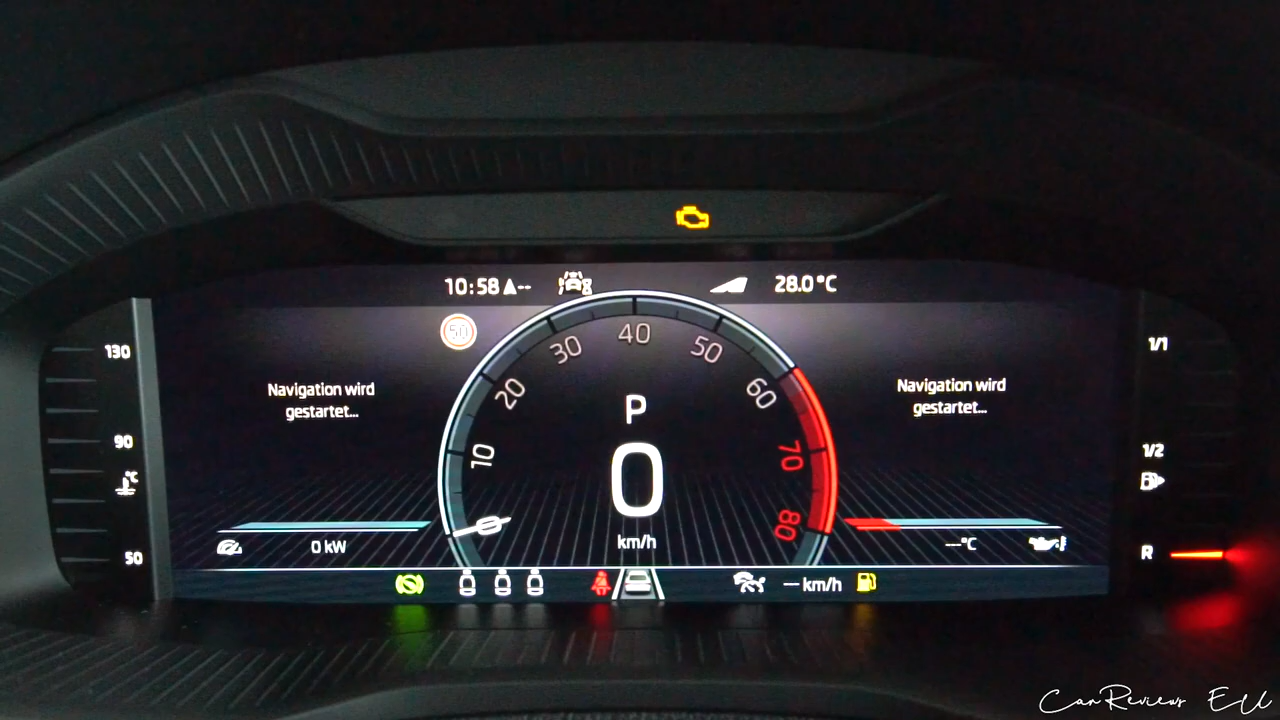 10:58 --
28.0°C
50
130
90
°C
50
Navigation wird
gestartet...
0
10
20
30
40
50
60
70
80
P
0
km/h
Navigation wird
gestartet...
1/1
1/2
R
0 kW
--°C
-- km/h
CarReviews EU